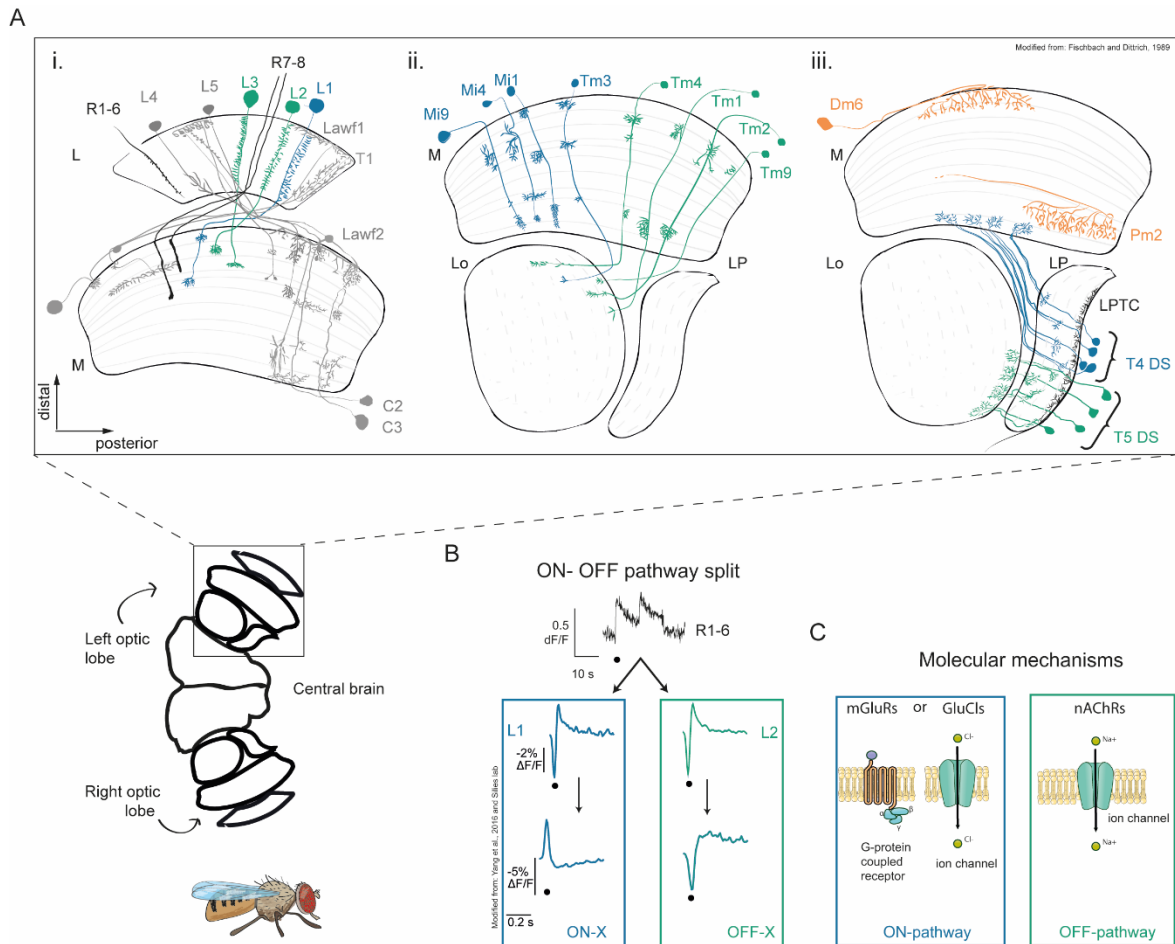 A
i.
R1-6
L4
L5
L3
R7-8
L2
L1
Lawf1
T1
L
Lawf2
M
C2
C3
distal
posterior
ii.
Mi9
Mi4
Mi1
Tm3
Tm4
Tm1
Tm2
Tm9
M
Lo
LP
iii.
Modified from: Fischbach and Dittrich, 1989
Dm6
M
Pm2
Lo
LP
LPTC
T4 DS
T5 DS
Left optic
lobe
Central brain
Right optic
lobe
B
ON- OFF pathway split
0.5
dF/F
10 s
R1-6
L1
-2%
ΔF/F
-5%
ΔF/F
0.2 s
ON-X
L2
OFF-X
Modified from: Yang et al., 2016 and Silies lab
C
Molecular mechanisms
mGluRs or GluCls
Cl-
α
β
γ
Cl-
G-protein
coupled
receptor
ion channel
ON-pathway
nAChRs
Na+
ion channel
Na+
OFF-pathway